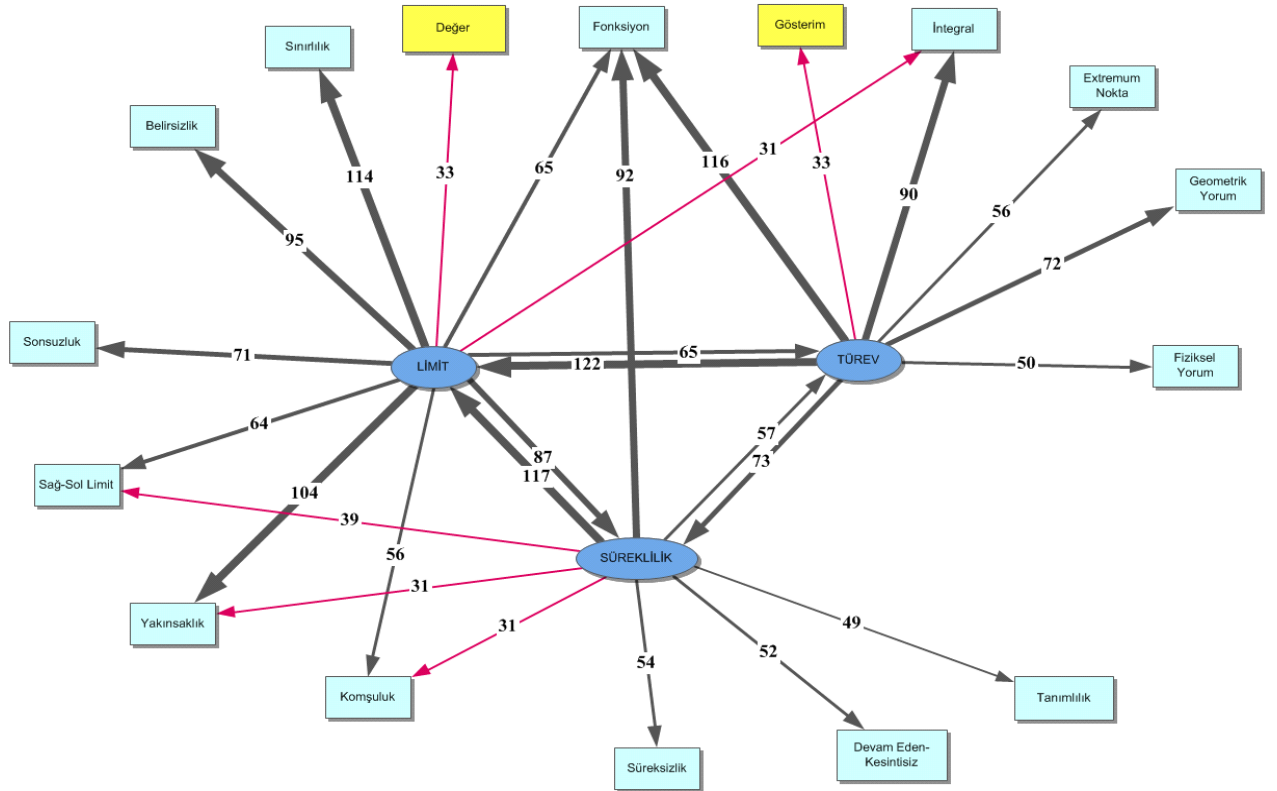 Değer
Fonksiyon
Gösterim
İntegral
Sınırlılık
Extremum
Nokta
Belirsizlik
31
116
33
65
33
114
92
90
Geometrik
Yorum
56
95
72
Sonsuzluk
71
65
122
LİMİT
TÜREV
50
Fiziksel
Yorum
64
57
87
73
117
Sağ-Sol Limit
104
39
56
SÜREKLİLİK
31
Yakınsaklık
31
49
54
52
Komşuluk
Tanımlılık
Süreksizlik
Devam Eden-
Kesintisiz